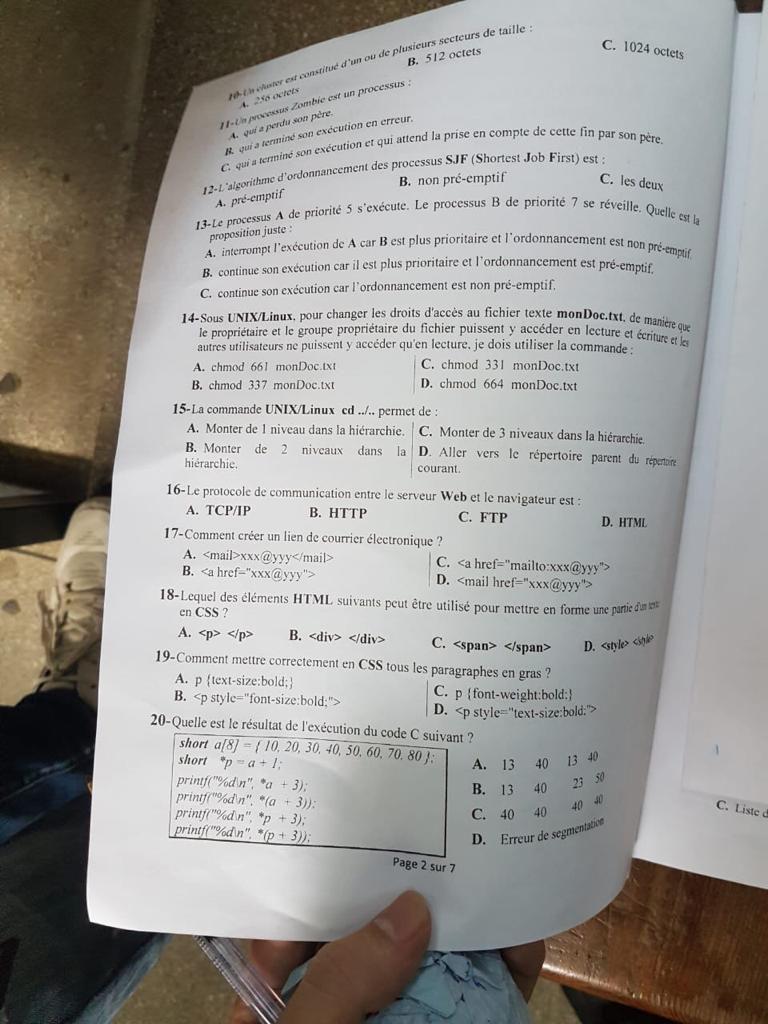 10-Un cluster est constitué d'un ou de plusieurs secteurs de taille :
A. 256 octets B. 512 octets C. 1024 octets
11-Un processus Zombie est un processus :
A. qui a perdu son père.
B. qui a terminé son exécution en erreur.
C. qui a terminé son exécution et qui attend la prise en compte de cette fin par son père.
12-L'algorithme d'ordonnancement des processus SJF (Shortest Job First) est :
A. pré-emptif B. non pré-emptif C. les deux
13-Le processus A de priorité 5 s'exécute. Le processus B de priorité 7 se réveille. Quelle est la
proposition juste :
A. interrompt l'exécution de A car B est plus prioritaire et l'ordonnancement est non pré-emptif.
B. continue son exécution car il est plus prioritaire et l'ordonnancement est pré-emptif.
C. continue son exécution car l'ordonnancement est non pré-emptif.
14-Sous UNIX/Linux, pour changer les droits d'accès au fichier texte monDoc.txt, de manière que
le propriétaire et le groupe propriétaire du fichier puissent y accéder en lecture et écriture et les
autres utilisateurs ne puissent y accéder qu'en lecture, je dois utiliser la commande :
A. chmod 661 monDoc.txt C. chmod 331 monDoc.txt
B. chmod 337 monDoc.txt D. chmod 664 monDoc.txt
15-La commande UNIX/Linux cd ../.. permet de :
A. Monter de 1 niveau dans la hiérarchie. C. Monter de 3 niveaux dans la hiérarchie.
B. Monter de 2 niveaux dans la D. Aller vers le répertoire parent du répertoire
hiérarchie. courant.
16-Le protocole de communication entre le serveur Web et le navigateur est :
A. TCP/IP B. HTTP C. FTP D. HTML
17-Comment créer un lien de courrier électronique ?
A. <mail>xxx@yyy</mail> C. <a href="mailto:xxx@yyy">
B. <a href="xxx@yyy"> D. <mail href="xxx@yyy">
18-Lequel des éléments HTML suivants peut être utilisé pour mettre en forme une partie d'un texte
en CSS ?
A. <p> </p> B. <div> </div> C. <span> </span> D. <style> </style>
19-Comment mettre correctement en CSS tous les paragraphes en gras ?
A. p {text-size:bold;} C. p {font-weight:bold;}
B. <p style="font-size:bold;"> D. <p style="text-size:bold;">
20-Quelle est le résultat de l'exécution du code C suivant ?
short a[8] = { 10, 20, 30, 40, 50, 60, 70, 80 };
short *p = a + 1;
printf("%d\n", *a + 3);
printf("%d\n", *(a + 3));
printf("%d\n", *p + 3);
printf("%d\n", *(p + 3));
A. 13 40 13 40
B. 13 40 23 50
C. 40 40 40 40
D. Erreur de segmentation
Page 2 sur 7
C. Liste